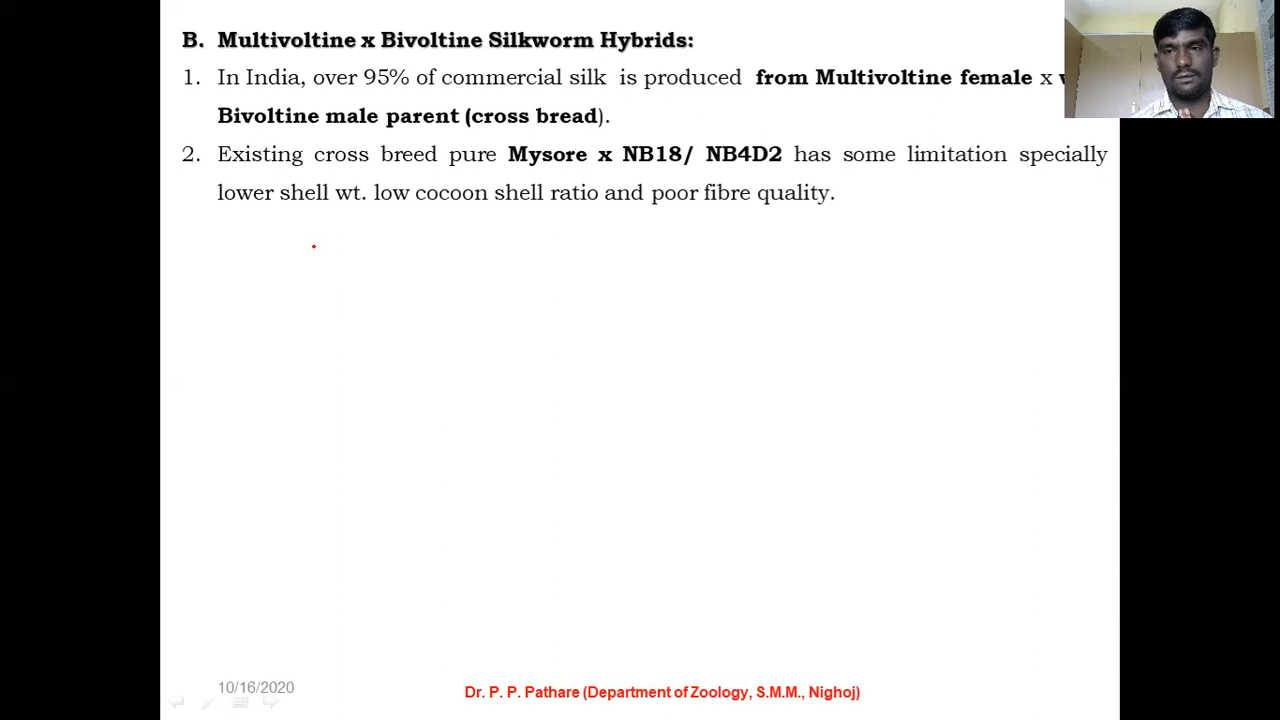 B. Multivoltine x Bivoltine Silkworm Hybrids:
1. In India, over 95% of commercial silk is produced from Multivoltine female x
Bivoltine male parent (cross bread).
2. Existing cross breed pure Mysore x NB18/ NB4D2 has some limitation specially
lower shell wt. low cocoon shell ratio and poor fibre quality.
10/16/2020
Dr. P. P. Pathare (Department of Zoology, S.M.M., Nighoj)